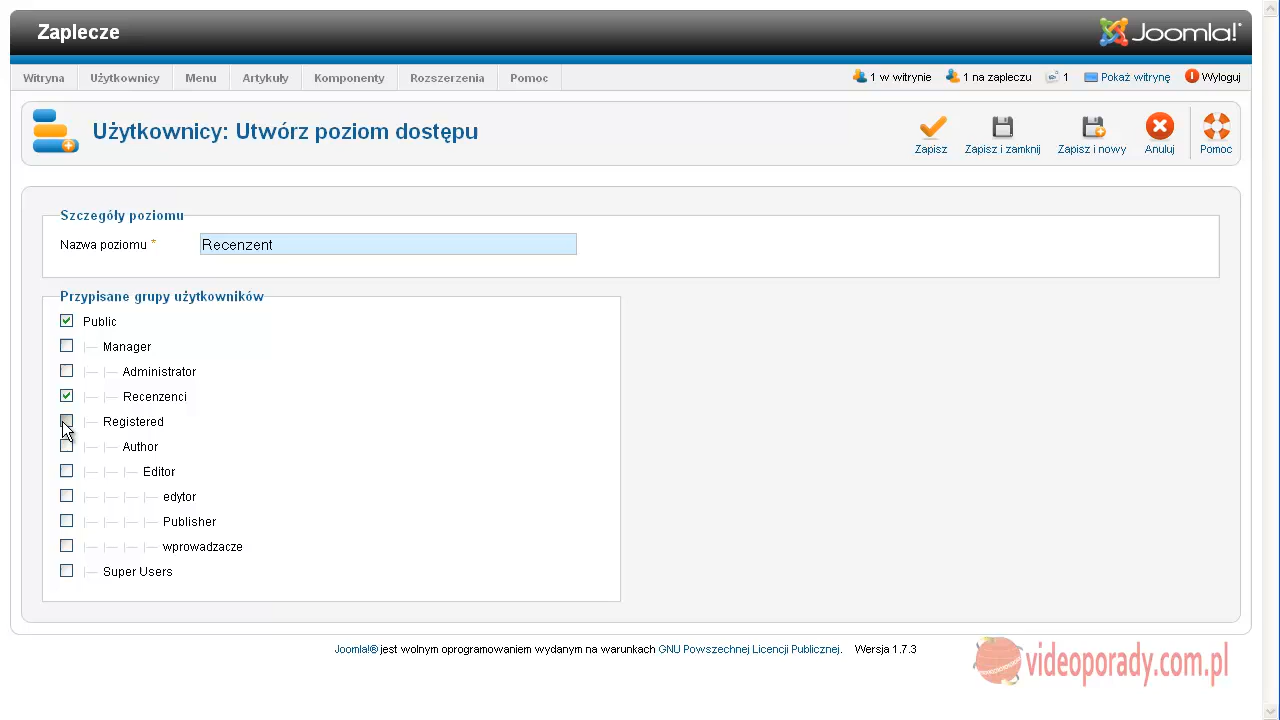 Zaplecze
Joomla!
Witryna Użytkownicy Menu Artykuły Komponenty Rozszerzenia Pomoc 1 w witrynie 1 na zapleczu 1 Pokaż witrynę Wyloguj
Użytkownicy: Utwórz poziom dostępu
Zapisz Zapisz i zamknij Zapisz i nowy Anuluj Pomoc
Szczegóły poziomu
Nazwa poziomu * Recenzent
Przypisane grupy użytkowników
Public
Manager
Administrator
Recenzenci
Registered
Author
Editor
edytor
Publisher
wprowadzacze
Super Users
Joomla!® jest wolnym oprogramowaniem wydanym na warunkach GNU Powszechnej Licencji Publicznej. Wersja 1.7.3
videoporady.com.pl